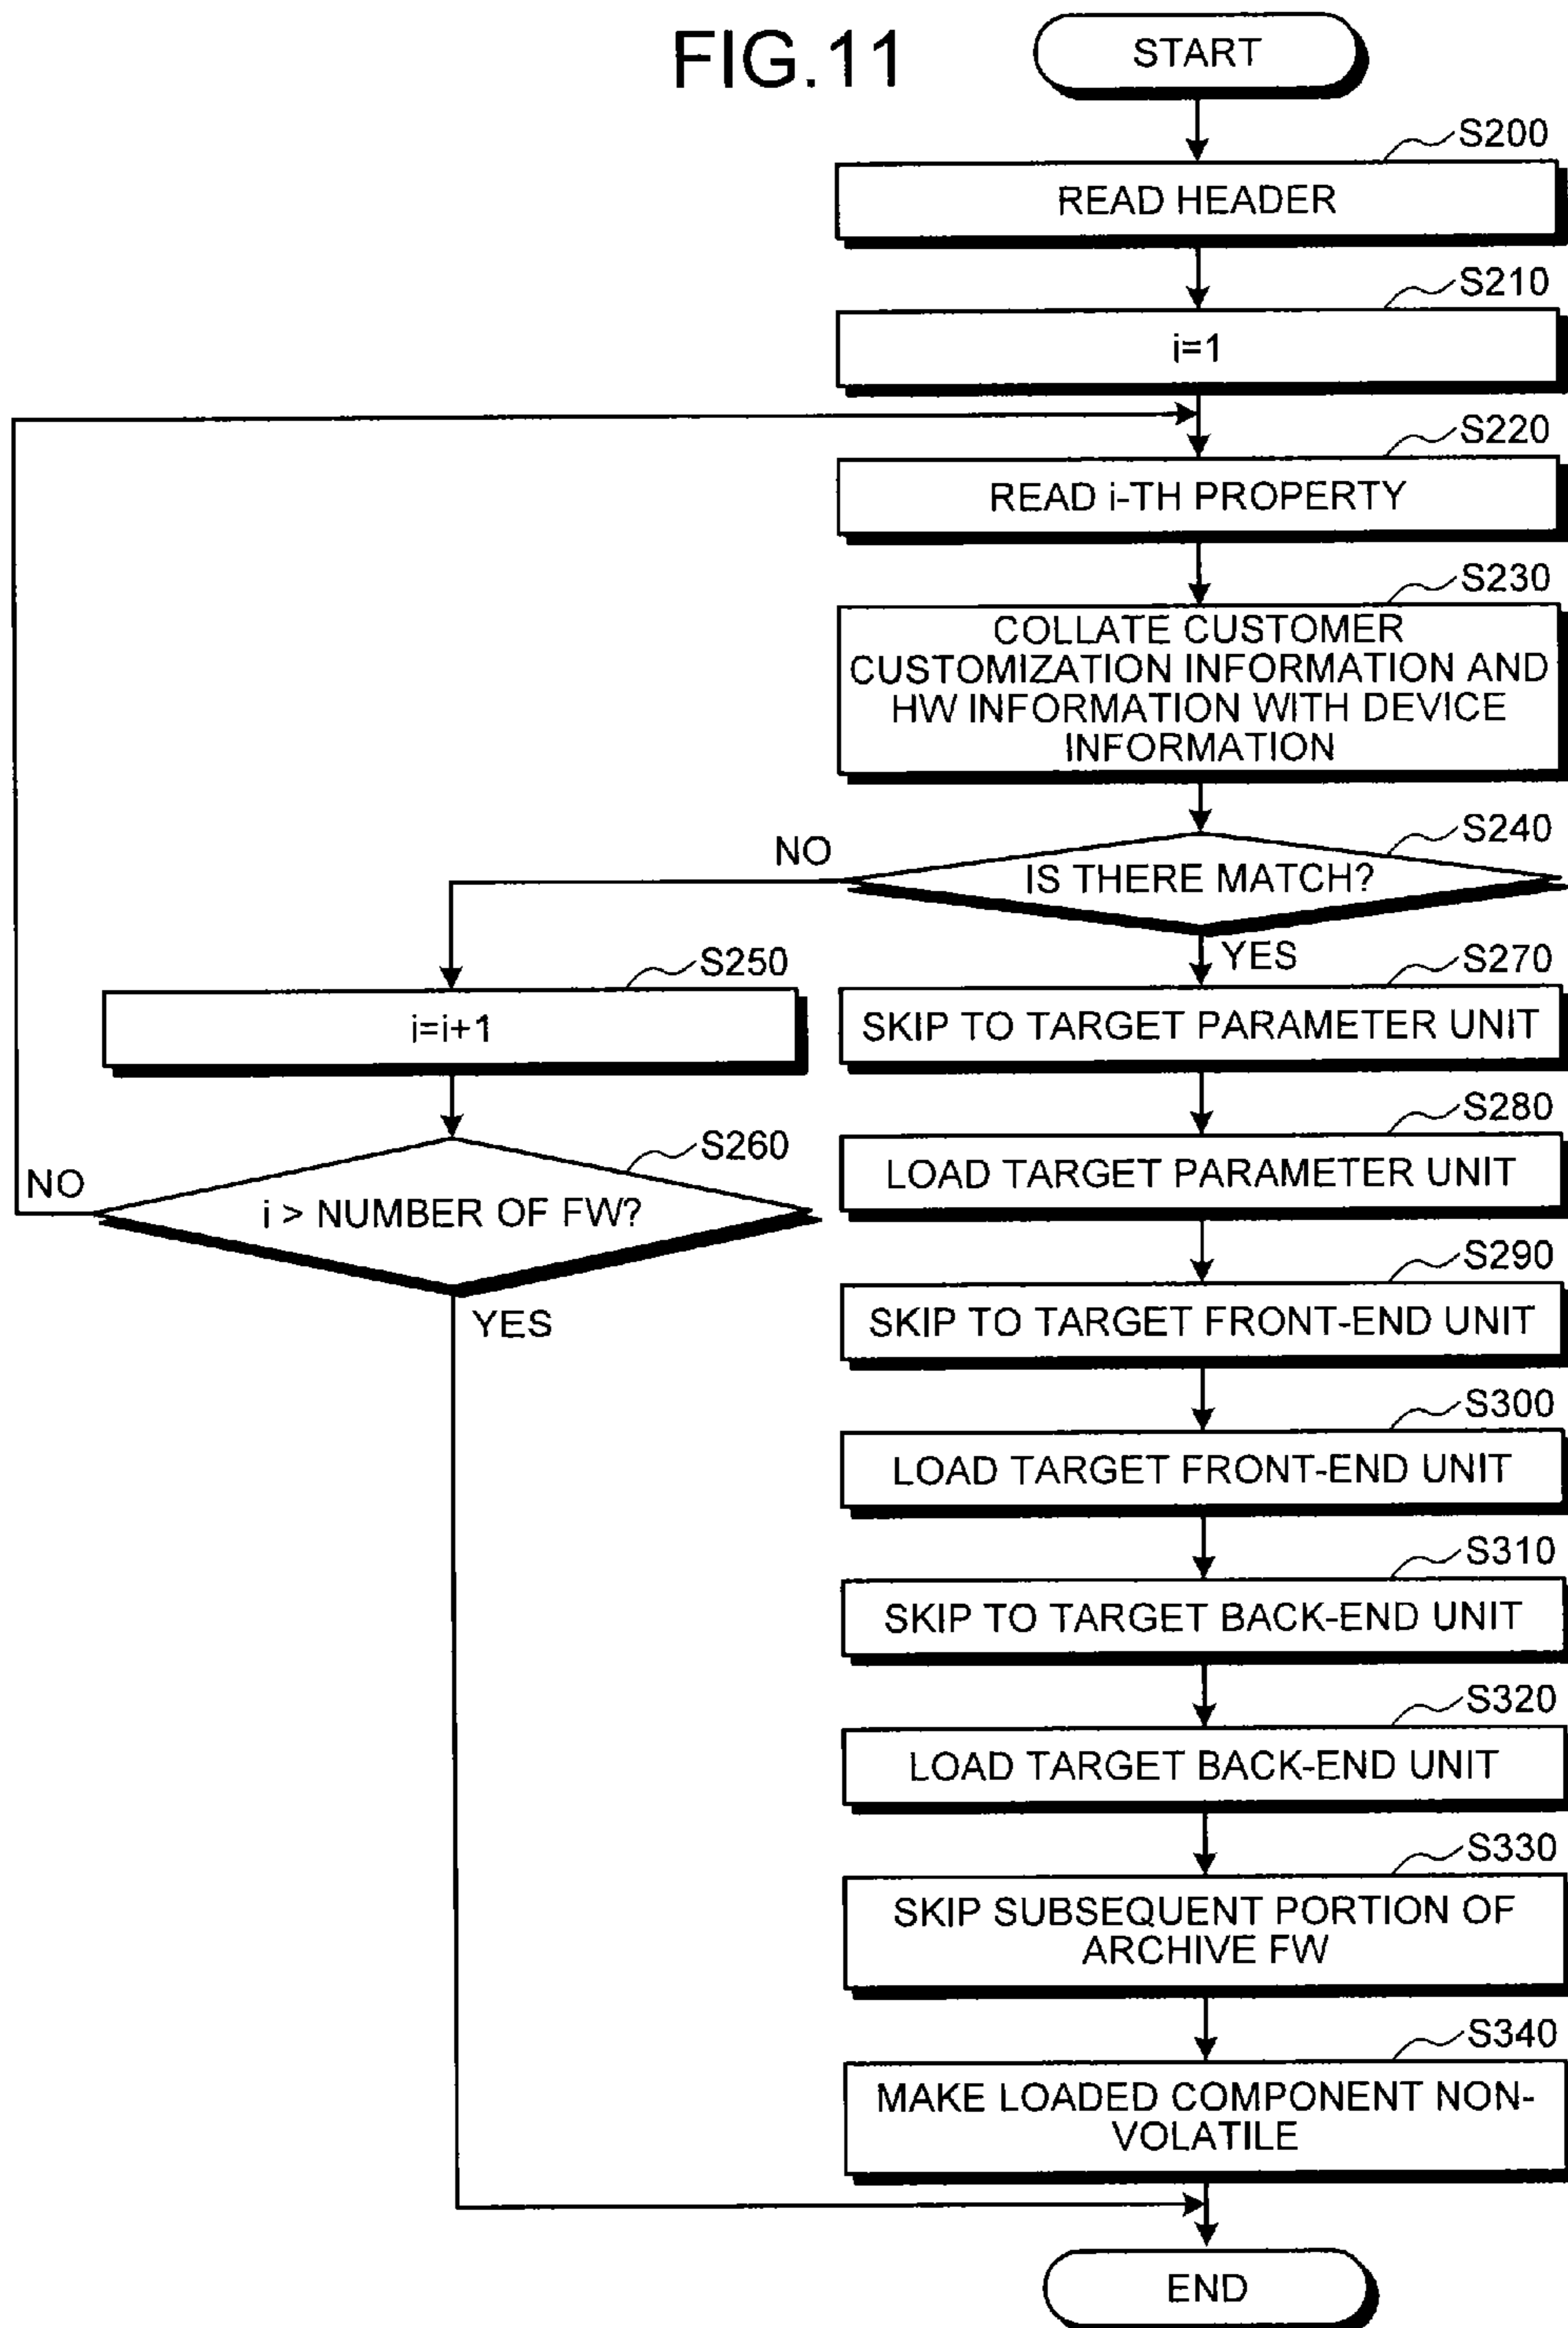 FIG.11
START
S200
READ HEADER
S210
i=1
S220
READ i-TH PROPERTY
S230
COLLATE CUSTOMER
CUSTOMIZATION INFORMATION AND
HW INFORMATION WITH DEVICE
INFORMATION
S240
NO
IS THERE MATCH?
YES
S250
i=i+1
S260
NO
i > NUMBER OF FW?
YES
S270
SKIP TO TARGET PARAMETER UNIT
S280
LOAD TARGET PARAMETER UNIT
S290
SKIP TO TARGET FRONT-END UNIT
S300
LOAD TARGET FRONT-END UNIT
S310
SKIP TO TARGET BACK-END UNIT
S320
LOAD TARGET BACK-END UNIT
S330
SKIP SUBSEQUENT PORTION OF
ARCHIVE FW
S340
MAKE LOADED COMPONENT NON-
VOLATILE
END